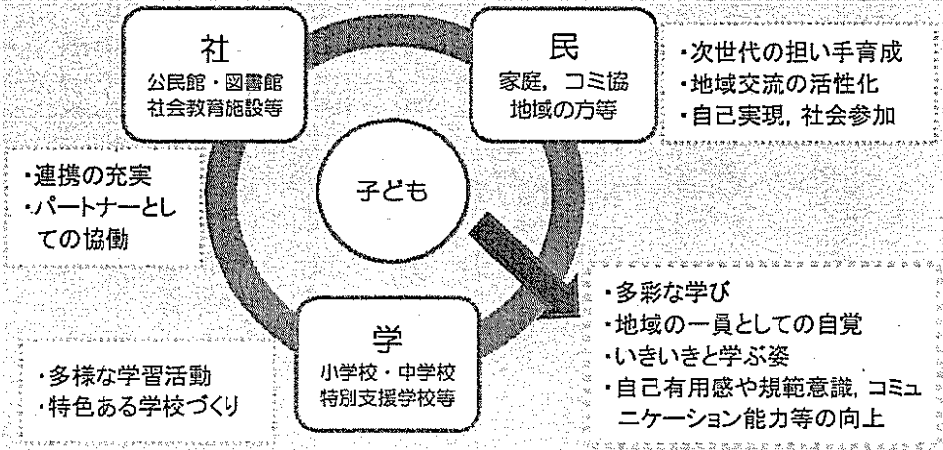 社
公民館・図書館
社会教育施設等
民
家庭，コミ協
地域の方等
・次世代の担い手育成
・地域交流の活性化
・自己実現，社会参加
・連携の充実
・パートナーとし
ての協働
子ども
・多彩な学び
・地域の一員としての自覚
・いきいきと学ぶ姿
・自己有用感や規範意識，コミュ
ニケーション能力等の向上
学
小学校・中学校
特別支援学校等
・多様な学習活動
・特色ある学校づくり